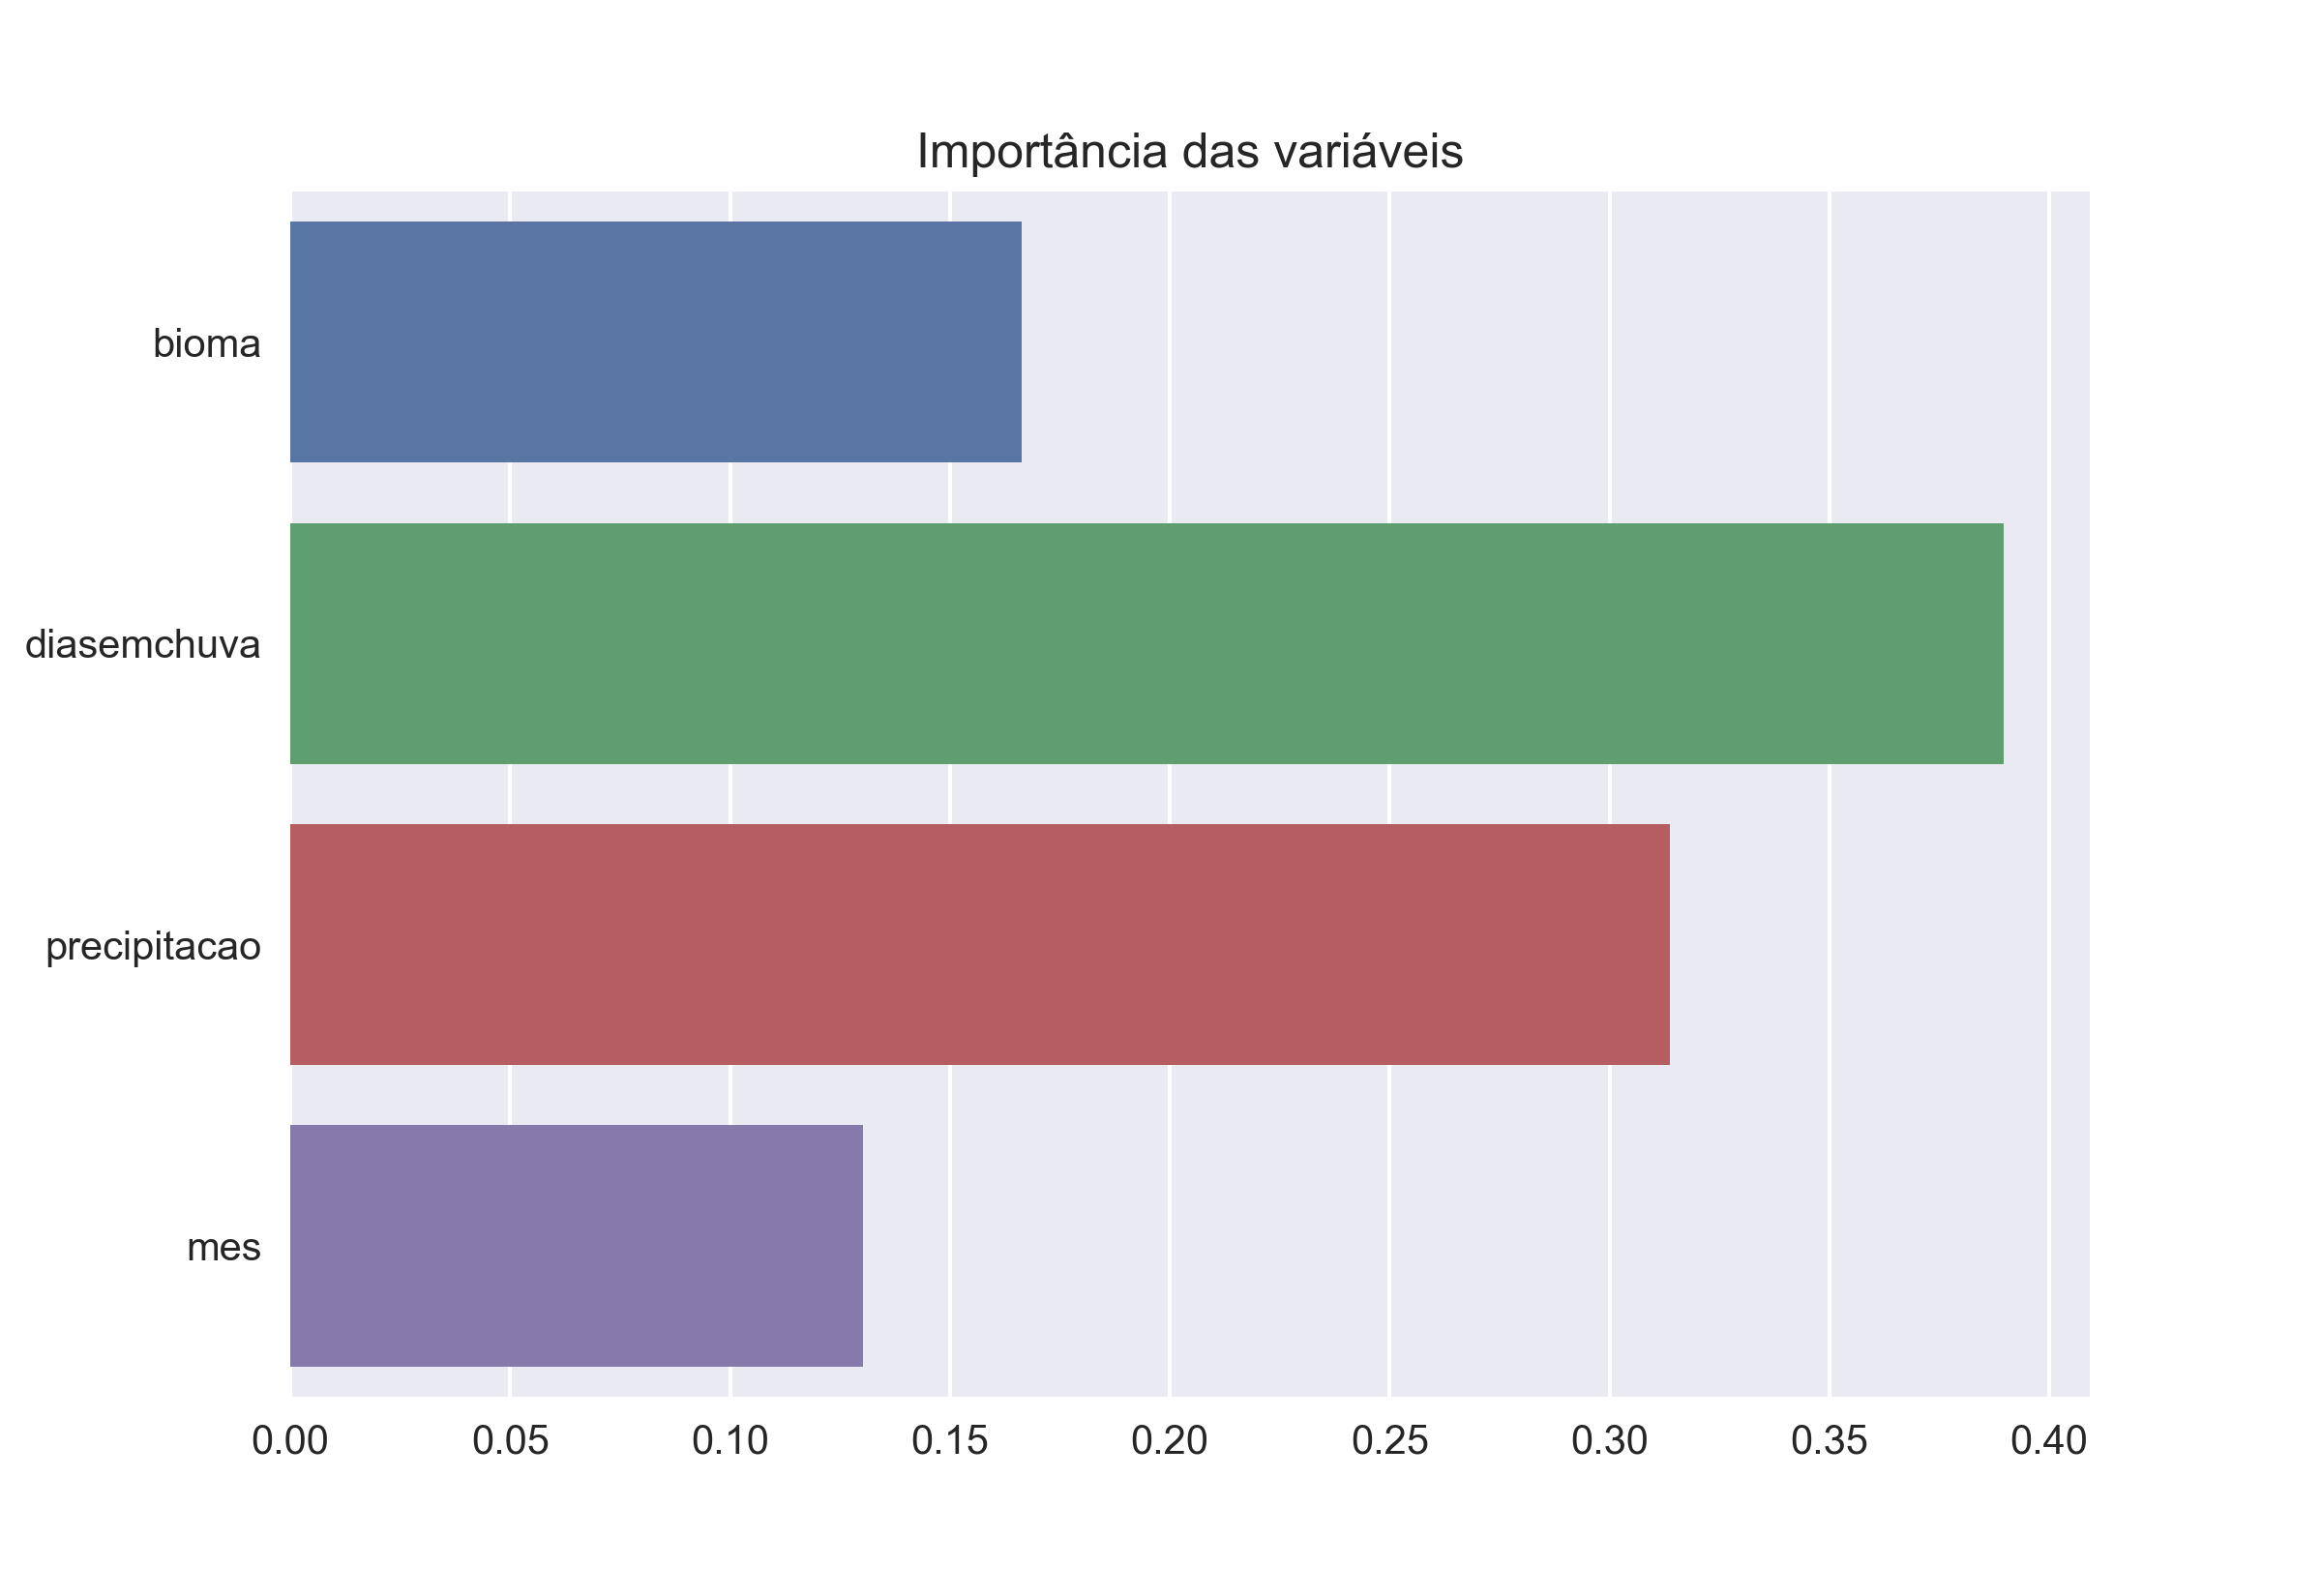 Importância das variáveis
bioma
diasemchuva
precipitacao
mes
0.00 0.05 0.10 0.15 0.20 0.25 0.30 0.35 0.40